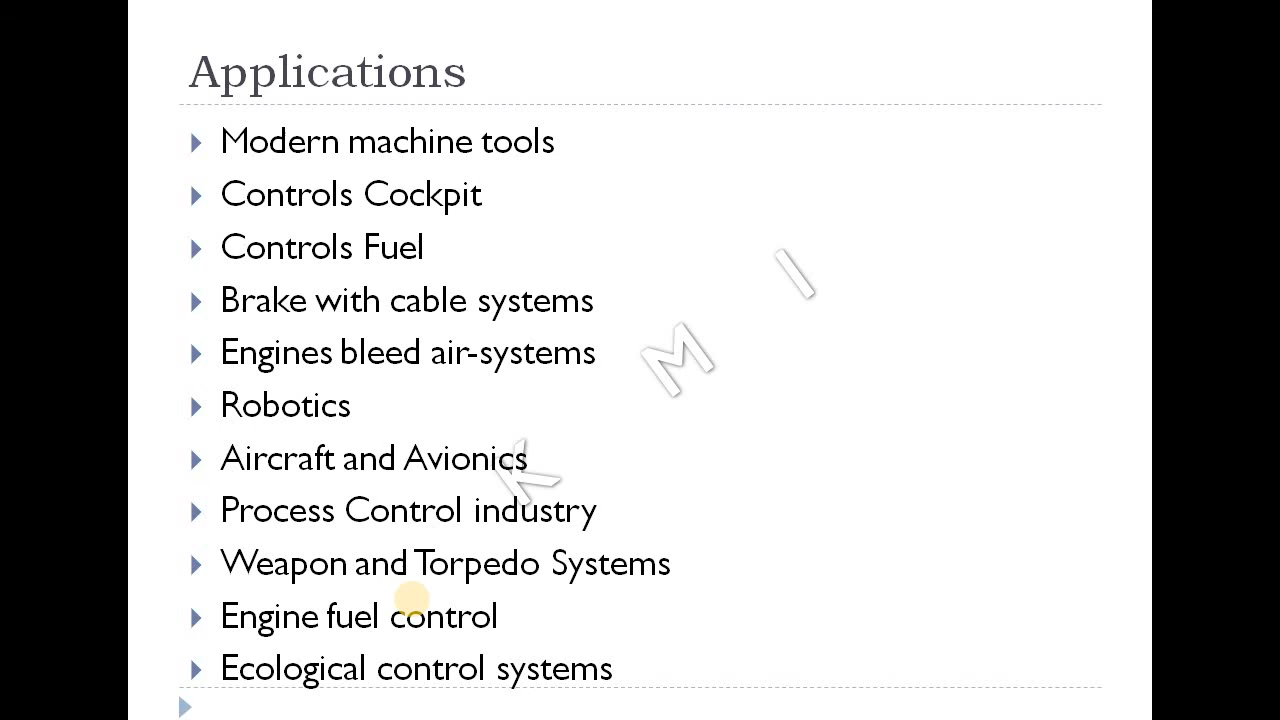 Applications
Modern machine tools
Controls Cockpit
Controls Fuel
Brake with cable systems
Engines bleed air-systems
Robotics
Aircraft and Avionics
Process Control industry
Weapon and Torpedo Systems
Engine fuel control
Ecological control systems
K M I